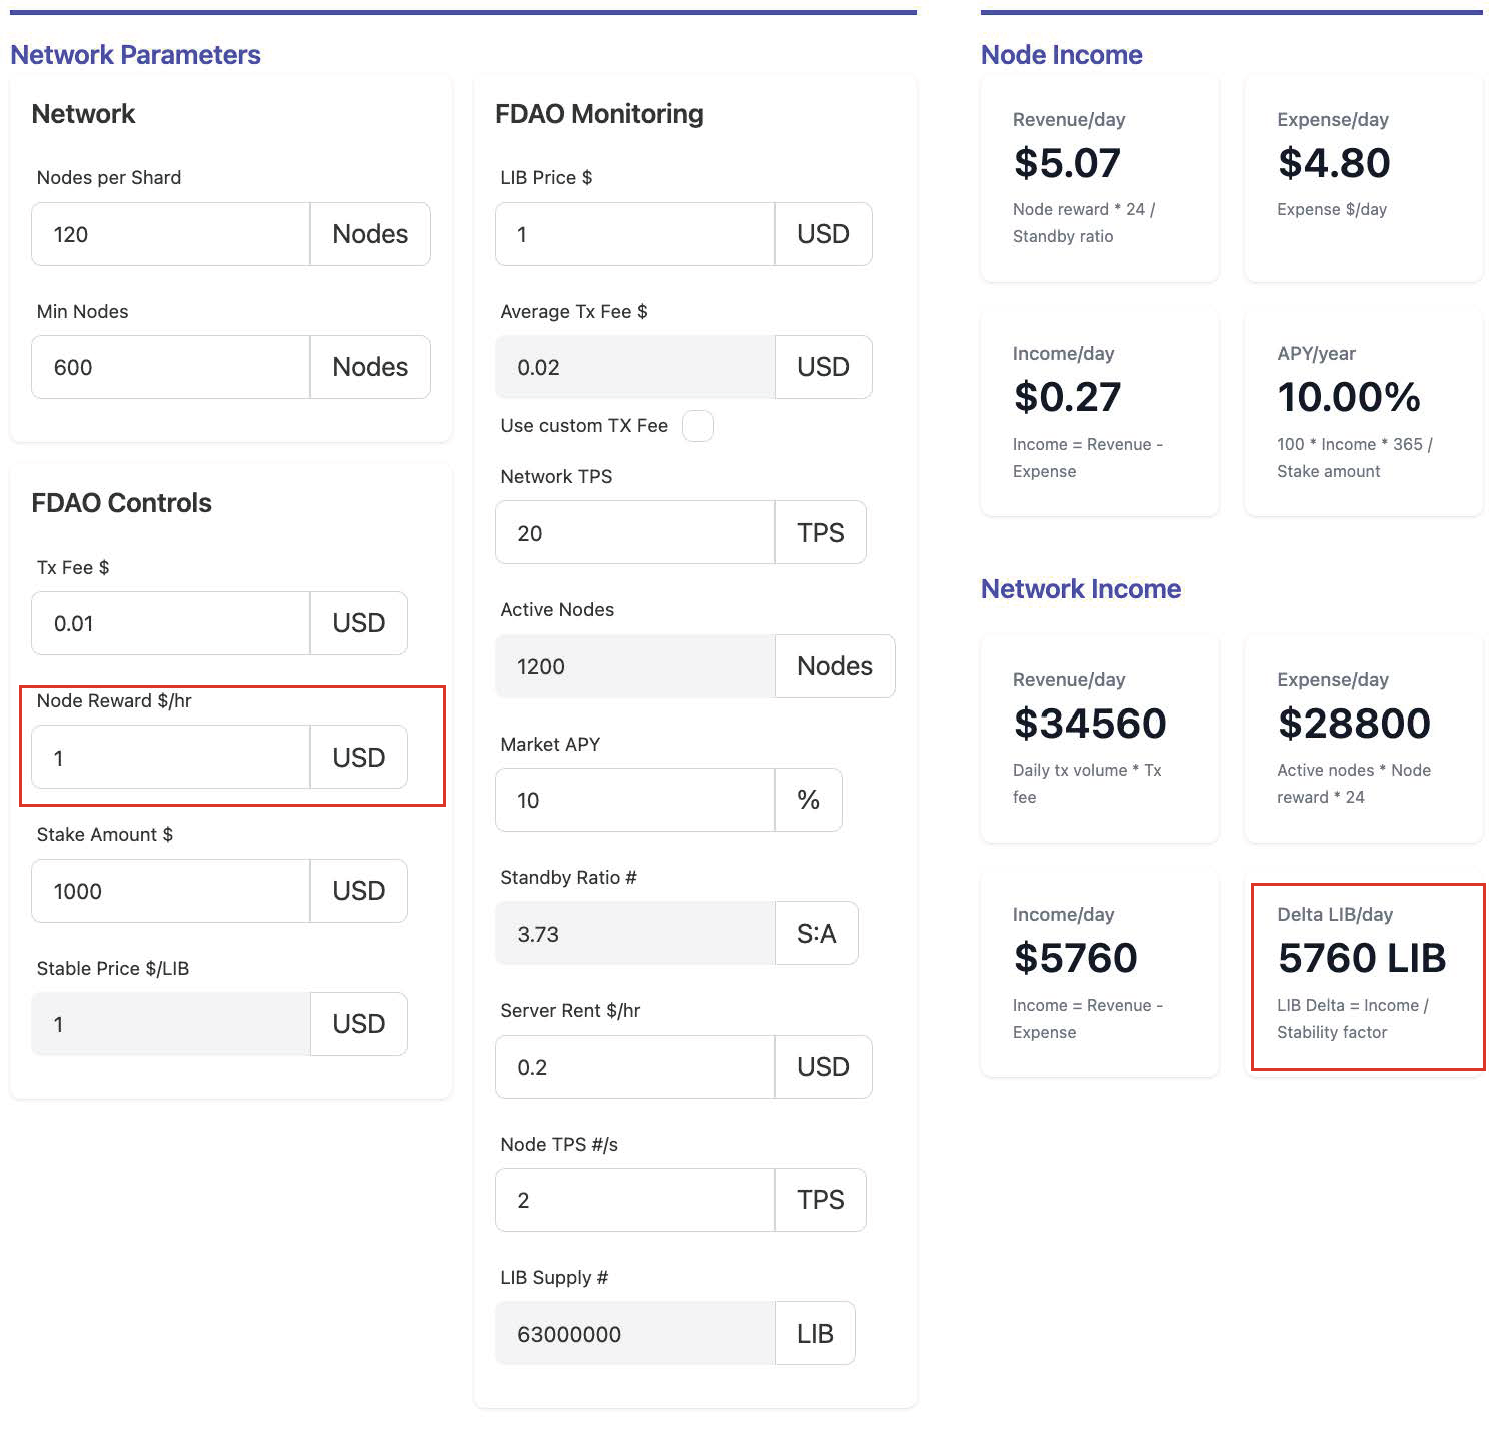 Network Parameters
Network
Nodes per Shard
120 Nodes
Min Nodes
600 Nodes
FDAO Controls
Tx Fee $
0.01 USD
Node Reward $/hr
1 USD
Stake Amount $
1000 USD
Stable Price $/LIB
1 USD
FDAO Monitoring
LIB Price $
1 USD
Average Tx Fee $
0.02 USD
Use custom TX Fee
Network TPS
20 TPS
Active Nodes
1200 Nodes
Market APY
10 %
Standby Ratio #
3.73 S:A
Server Rent $/hr
0.2 USD
Node TPS #/s
2 TPS
LIB Supply #
63000000 LIB
Node Income
Revenue/day
$5.07
Node reward * 24 /
Standby ratio
Expense/day
$4.80
Expense $/day
Income/day
$0.27
Income = Revenue -
Expense
APY/year
10.00%
100 * Income * 365 /
Stake amount
Network Income
Revenue/day
$34560
Daily tx volume * Tx
fee
Expense/day
$28800
Active nodes * Node
reward * 24
Income/day
$5760
Income = Revenue -
Expense
Delta LIB/day
5760 LIB
LIB Delta = Income /
Stability factor